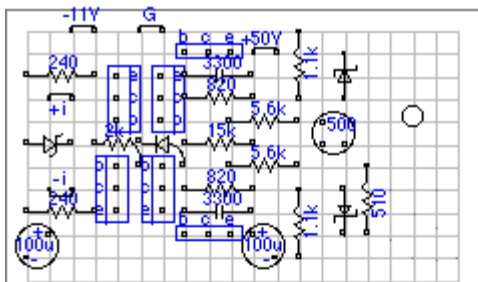 -11V G b c e +50V
240 3300 1.1k
820
+i 5.6k 500
2k 15k
5.6k
-i b b 820
240 3300 1.1k 510
b c e
+ +
100u 100u
- -